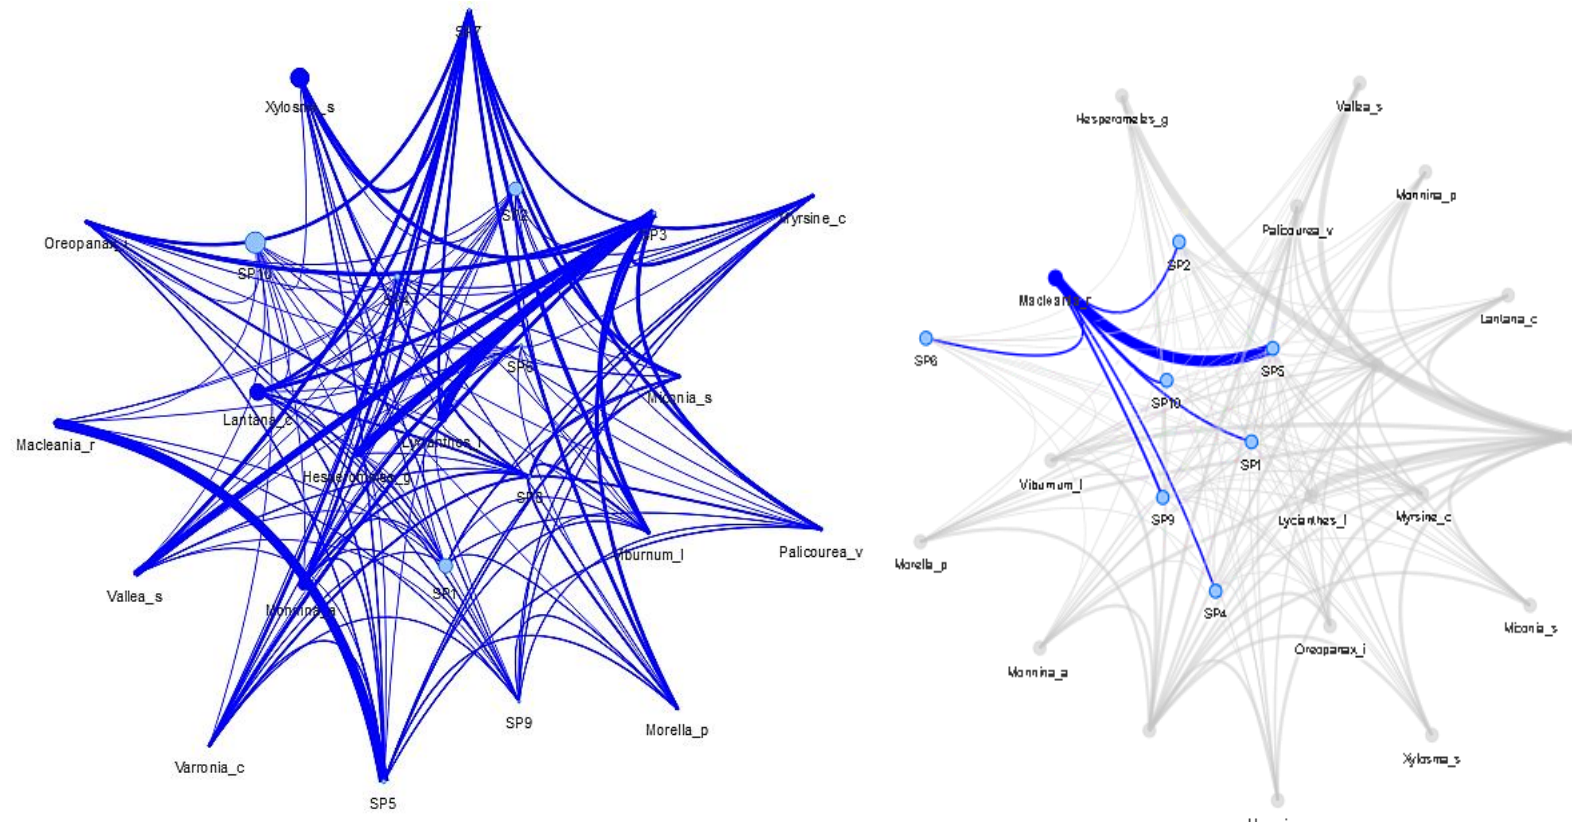 SP7
Xylosma_s
SP2
Myrsine_c
SP3
Oreopanax_i
SP10
SP4
SP6
Miconia_s
Lantana_c
Lycianthes_l
Macleania_r
Hesperomeles_g
SP8
Viburnum_l
Palicourea_v
SP1
Vallea_s
Monnina_a
SP9
Morella_p
Varronia_c
SP5
Vallea_s
Hesperomeles_g
Monnina_p
Palicourea_v
SP2
Macleania_r
Lantana_c
SP6
SP5
SP10
SP1
Viburnum_l
SP9
Lycianthes_l
Myrsine_c
Morella_p
SP4
Miconia_s
Oreopanax_i
Monnina_a
Xylosma_s